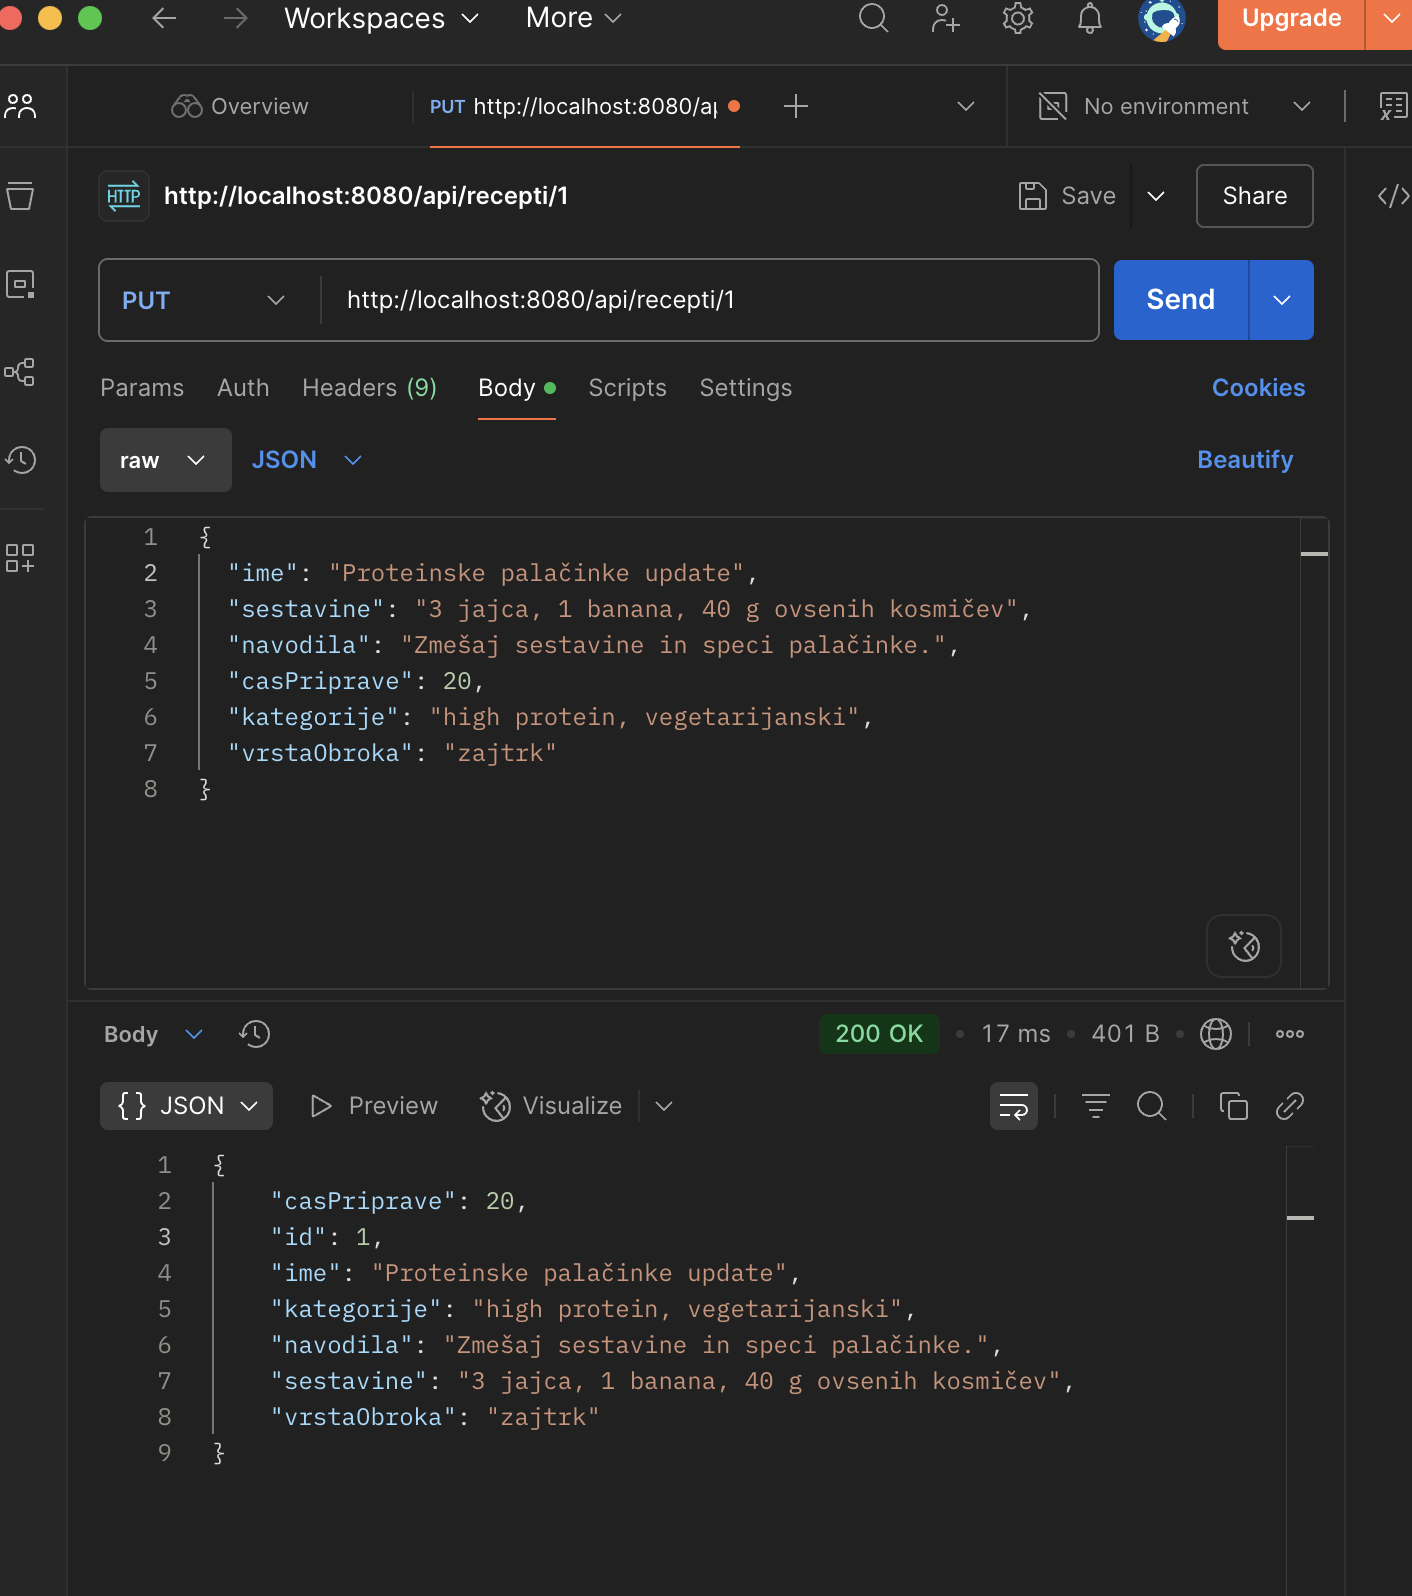 Workspaces More Upgrade
Overview PUT http://localhost:8080/a No environment
HTTP http://localhost:8080/api/recepti/1 Save Share
PUT http://localhost:8080/api/recepti/1 Send
Params Auth Headers (9) Body Scripts Settings Cookies
raw JSON Beautify
1 {
2 "ime": "Proteinske palačinke update",
3 "sestavine": "3 jajca, 1 banana, 40 g ovsenih kosmičev",
4 "navodila": "Zmešaj sestavine in speci palačinke.",
5 "casPriprave": 20,
6 "kategorije": "high protein, vegetarijanski",
7 "vrstaObroka": "zajtrk"
8 }
Body 200 OK • 17 ms • 401 B •
{} JSON Preview Visualize
1 {
2 "casPriprave": 20,
3 "id": 1,
4 "ime": "Proteinske palačinke update",
5 "kategorije": "high protein, vegetarijanski",
6 "navodila": "Zmešaj sestavine in speci palačinke.",
7 "sestavine": "3 jajca, 1 banana, 40 g ovsenih kosmičev",
8 "vrstaObroka": "zajtrk"
9 }